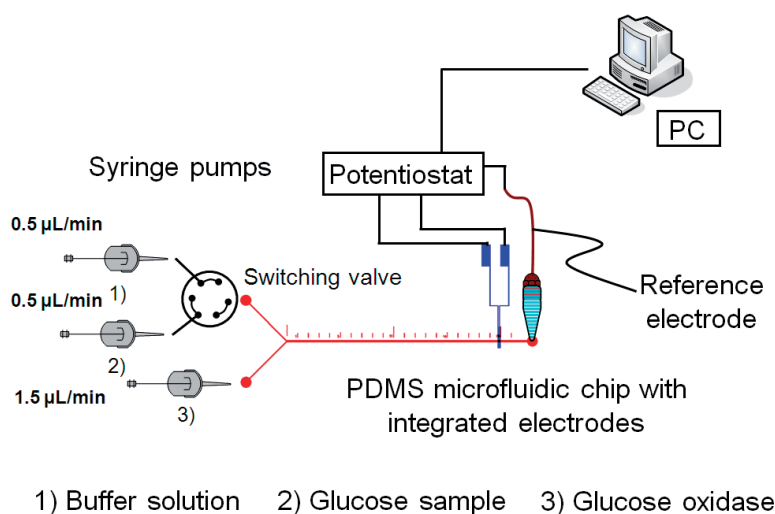 PC
Potentiostat
Syringe pumps
0.5 µL/min
1)
Switching valve
0.5 µL/min
2)
Reference
electrode
1.5 µL/min
3)
PDMS microfluidic chip with
integrated electrodes
1) Buffer solution 2) Glucose sample 3) Glucose oxidase